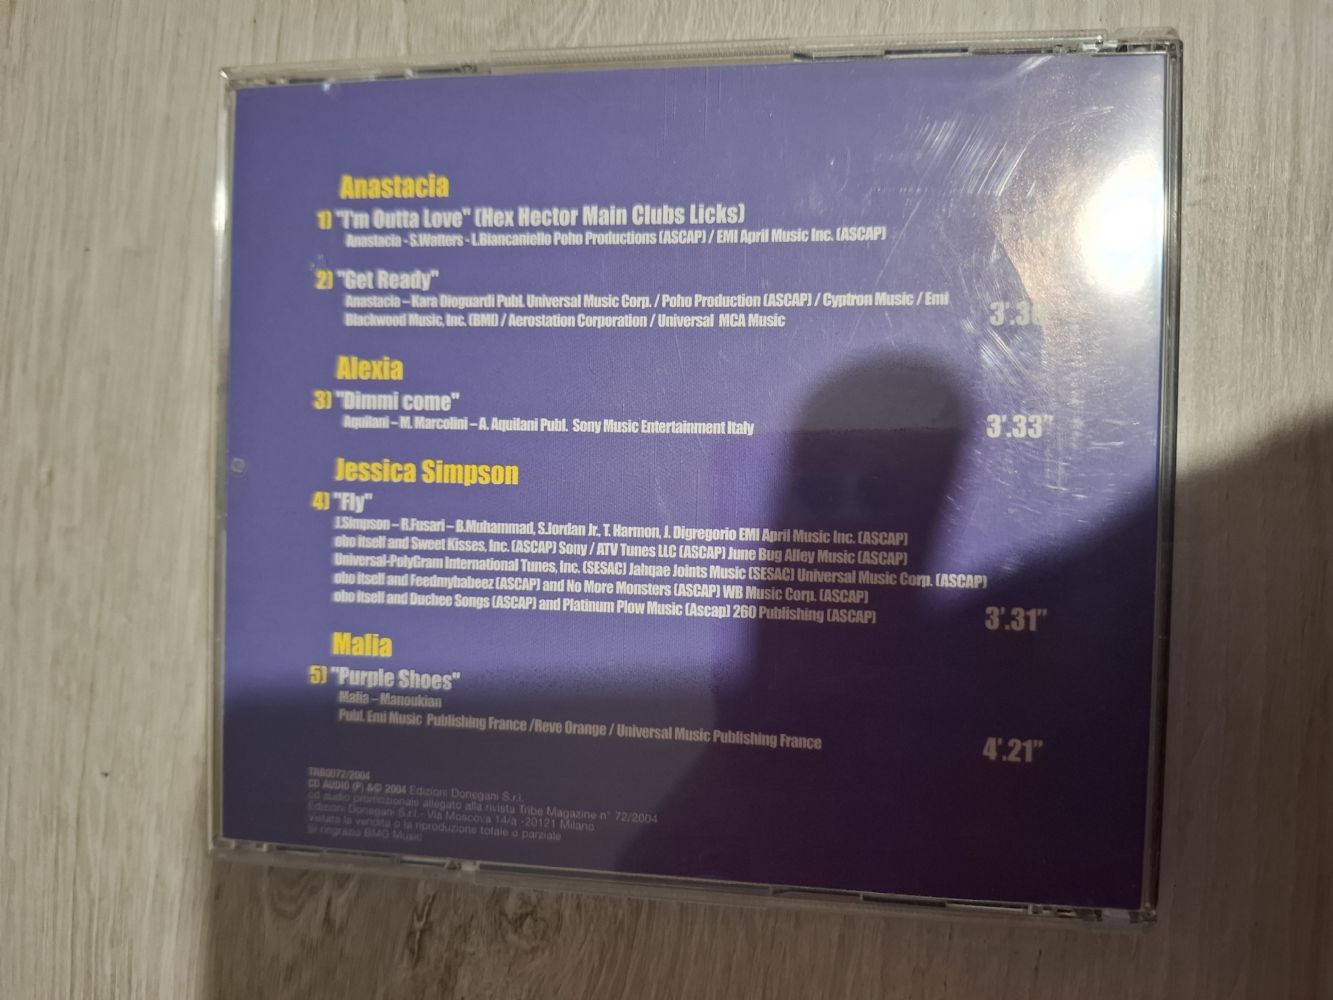 Anastacia
1) "I'm Outta Love" (Hex Hector Main Clubs Licks)
Anastacia - S.Watters - L.Biancaniello Poho Productions (ASCAP) / EMI April Music Inc. (ASCAP)
2) "Get Ready"
Anastacia – Kara Dioguardi Publ. Universal Music Corp. / Poho Production (ASCAP) / Cyptron Music / Emi
Blackwood Music, Inc. (BMI) / Aerostation Corporation / Universal MCA Music
Alexia
3) "Dimmi come"
Aquilani – M. Marcolini – A. Aquilani Publ. Sony Music Entertainment Italy
3'.33"
Jessica Simpson
4) "Fly"
J.Simpson – R.Fusari – B.Muhammad, S.Jordan Jr., T. Harmon, J. Digregorio EMI April Music Inc. (ASCAP)
obo itself and Sweet Kisses, Inc. (ASCAP) Sony / ATV Tunes LLC (ASCAP) June Bug Alley Music (ASCAP)
Universal-PolyGram International Tunes, Inc. (SESAC) Jahqae Joints Music (SESAC) Universal Music Corp. (ASCAP)
obo itself and Feedmybabeez (ASCAP) and No More Monsters (ASCAP) WB Music Corp. (ASCAP)
obo itself and Duchee Songs (ASCAP) and Platinum Plow Music (Ascap) 260 Publishing (ASCAP)
3'.31"
Malia
5) "Purple Shoes"
Malia – Manoukian
Publ. Emi Music Publishing France /Reve Orange / Universal Music Publishing France
4'.21"
TRB0072/2004
CD AUDIO (P) &© 2004 Edizioni Donegani S.r.l.
cd audio promozionale allegato alla rivista Tribe Magazine n° 72/2004
Edizioni Donegani S.r.l.- Via Moscova 14/a -20121 Milano
Vietata la vendita o la riproduzione totale o parziale
Si ringrazio BMG Music